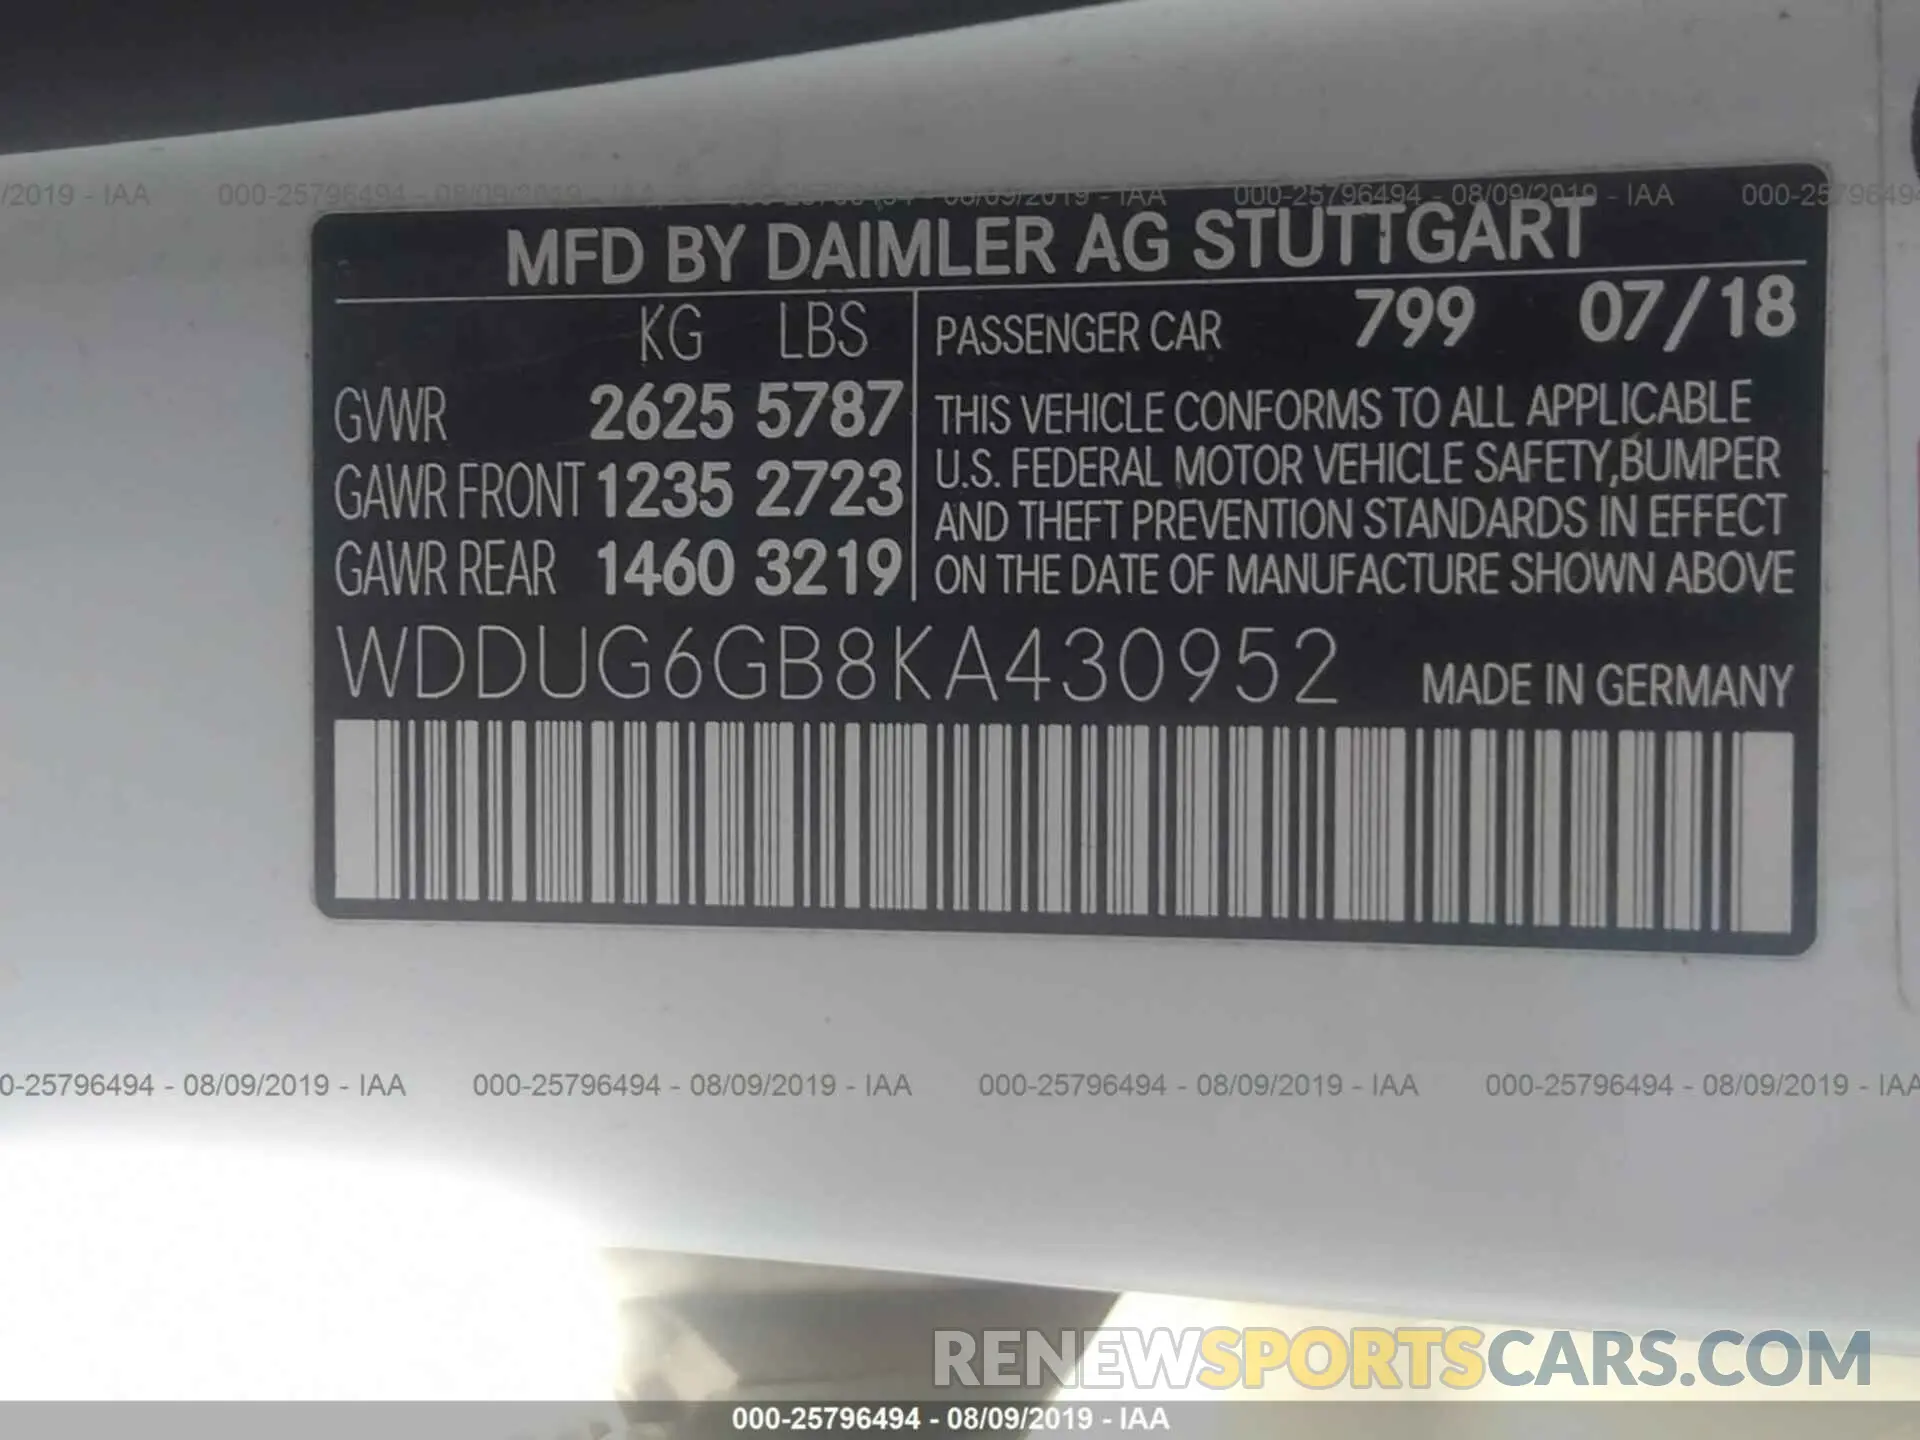 /2019 - IAA 000-25796494 - 08/09/2019 - IAA 000-25796494 - 08/09/2019 - IAA 000-25796494 - 08/09/2019 - IAA 000-25796494
MFD BY DAIMLER AG STUTTGART
KG LBS
GVWR 2625 5787
GAWR FRONT 1235 2723
GAWR REAR 1460 3219
PASSENGER CAR 799 07/18
THIS VEHICLE CONFORMS TO ALL APPLICABLE
U.S. FEDERAL MOTOR VEHICLE SAFETY,BUMPER
AND THEFT PREVENTION STANDARDS IN EFFECT
ON THE DATE OF MANUFACTURE SHOWN ABOVE
WDDUG6GB8KA430952 MADE IN GERMANY
0-25796494 - 08/09/2019 - IAA 000-25796494 - 08/09/2019 - IAA 000-25796494 - 08/09/2019 - IAA 000-25796494 - 08/09/2019 - IAA
RENEWSPORTSCARS.COM
000-25796494 - 08/09/2019 - IAA